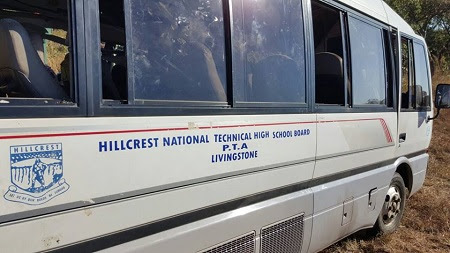 HILLCREST
HILLCREST NATIONAL TECHNICAL HIGH SCHOOL BOARD
P.T.A
LIVINGSTONE